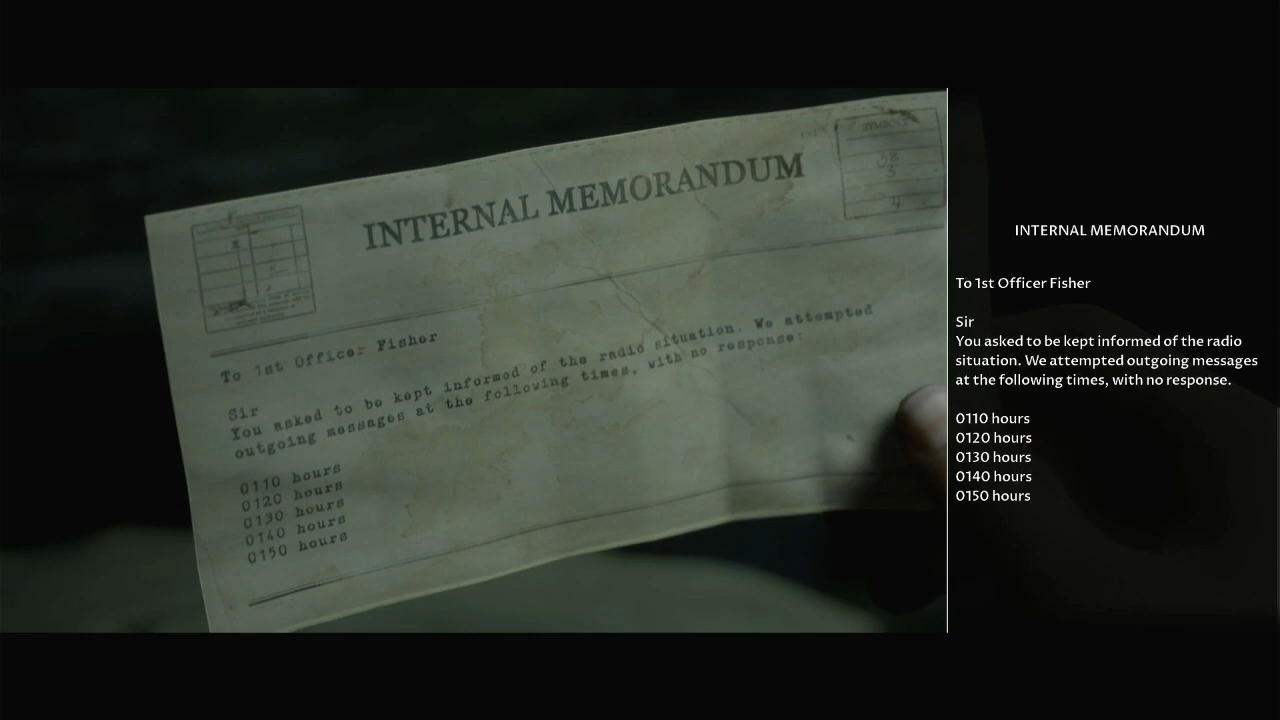 INTERNAL MEMORANDUM
SYMBOLS
To 1st Officer Fisher
Sir
You asked to be kept informed of the radio situation. We attempted
outgoing messages at the following times, with no response:
0110 hours
0120 hours
0130 hours
0140 hours
0150 hours
INTERNAL MEMORANDUM
To 1st Officer Fisher
Sir
You asked to be kept informed of the radio
situation. We attempted outgoing messages
at the following times, with no response.
0110 hours
0120 hours
0130 hours
0140 hours
0150 hours